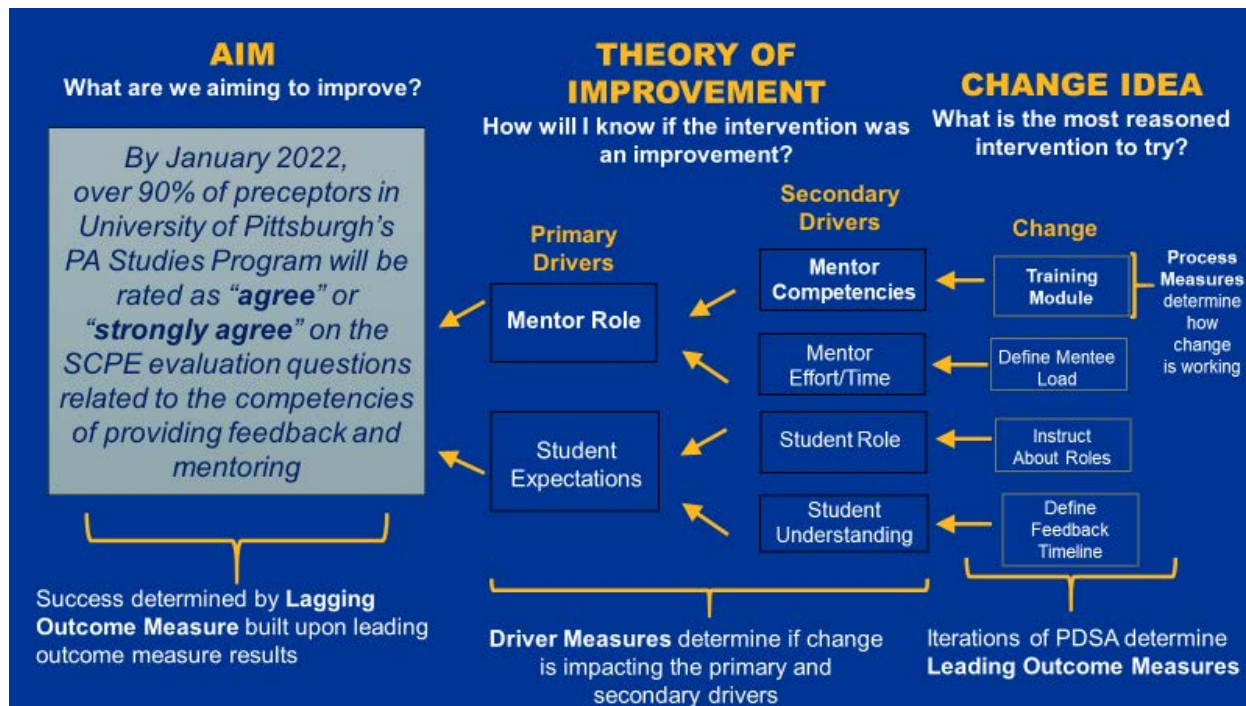 AIM
What are we aiming to improve?
By January 2022,
over 90% of preceptors in
University of Pittsburgh's
PA Studies Program will be
rated as "agree" or
"strongly agree" on the
SCPE evaluation questions
related to the competencies
of providing feedback and
mentoring
Success determined by Lagging
Outcome Measure built upon leading
outcome measure results
THEORY OF
IMPROVEMENT
How will I know if the intervention was
an improvement?
Primary
Drivers
Mentor Role
Student
Expectations
Secondary
Drivers
Mentor
Competencies
Mentor
Effort/Time
Student Role
Student
Understanding
Driver Measures determine if change
is impacting the primary and
secondary drivers
CHANGE IDEA
What is the most reasoned
intervention to try?
Change
Training
Module
Define Mentee
Load
Instruct
About Roles
Define
Feedback
Timeline
Process
Measures
determine
how
change
is working
Iterations of PDSA determine
Leading Outcome Measures